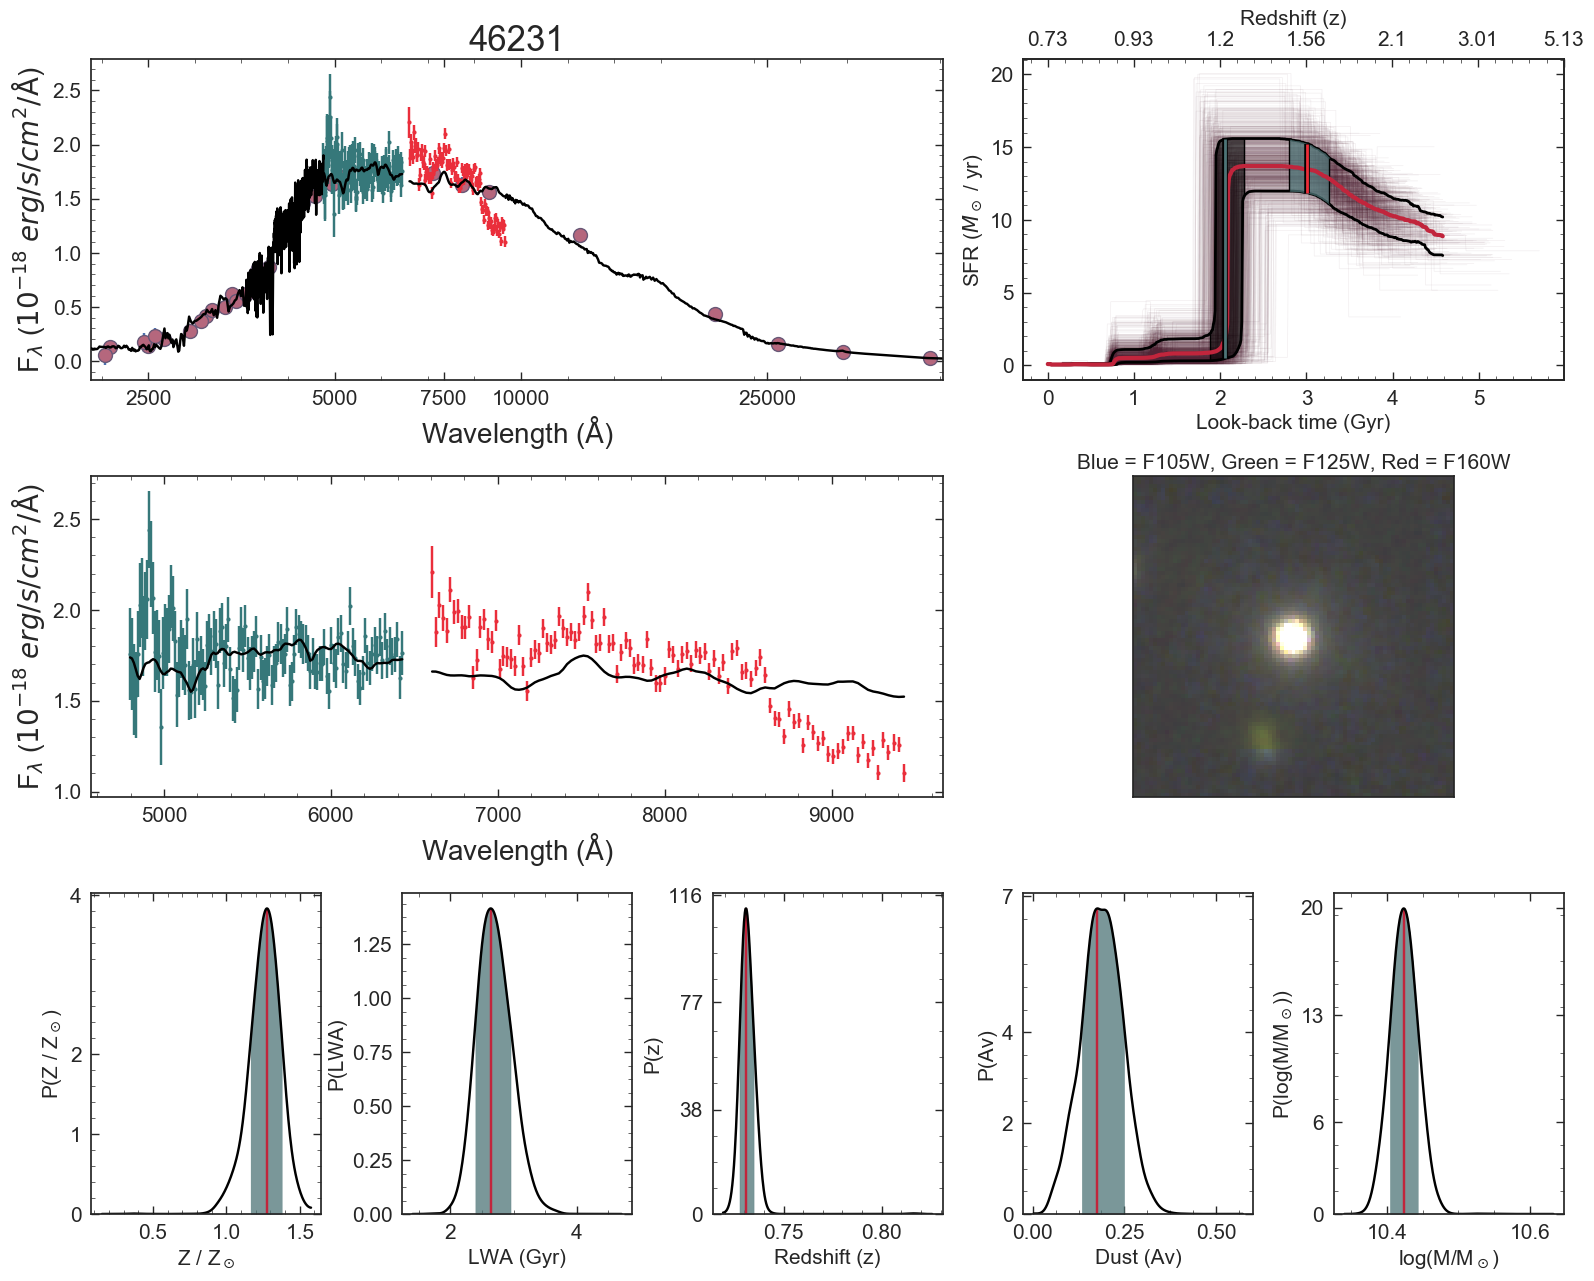 46231
F_λ (10^{-18} erg/s/cm^2/Å)
2.5
2.0
1.5
1.0
0.5
0.0
2500 5000 7500 10000 25000
Wavelength (Å)
Redshift (z)
0.73 0.93 1.2 1.56 2.1 3.01 5.13
SFR (M_⊙ / yr)
20
15
10
5
0
0 1 2 3 4 5
Look-back time (Gyr)
F_λ (10^{-18} erg/s/cm^2/Å)
2.5
2.0
1.5
1.0
5000 6000 7000 8000 9000
Wavelength (Å)
Blue = F105W, Green = F125W, Red = F160W
P(Z / Z_⊙)
4
2
1
0
0.5 1.0 1.5
Z / Z_⊙
P(LWA)
1.25
1.00
0.75
0.50
0.25
0.00
2 4
LWA (Gyr)
P(z)
116
77
38
0
0.75 0.80
Redshift (z)
P(Av)
7
4
2
0
0.00 0.25 0.50
Dust (Av)
P(log(M/M_⊙))
20
13
6
0
10.4 10.6
log(M/M_⊙)